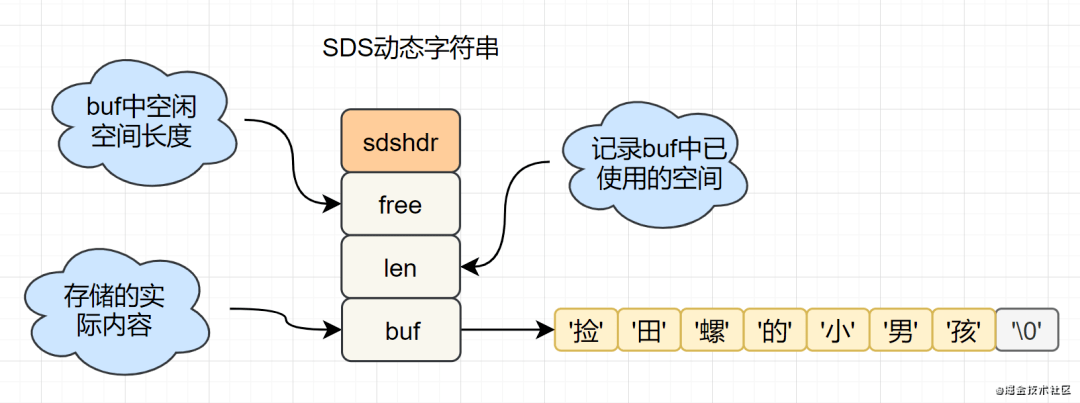 SDS动态字符串
buf中空闲
空间长度
sdshdr
记录buf中已
使用的空间
free
len
存储的实
际内容
buf
'捡' '田' '螺' '的' '小' '男' '孩' '\0'
@掘金技术社区